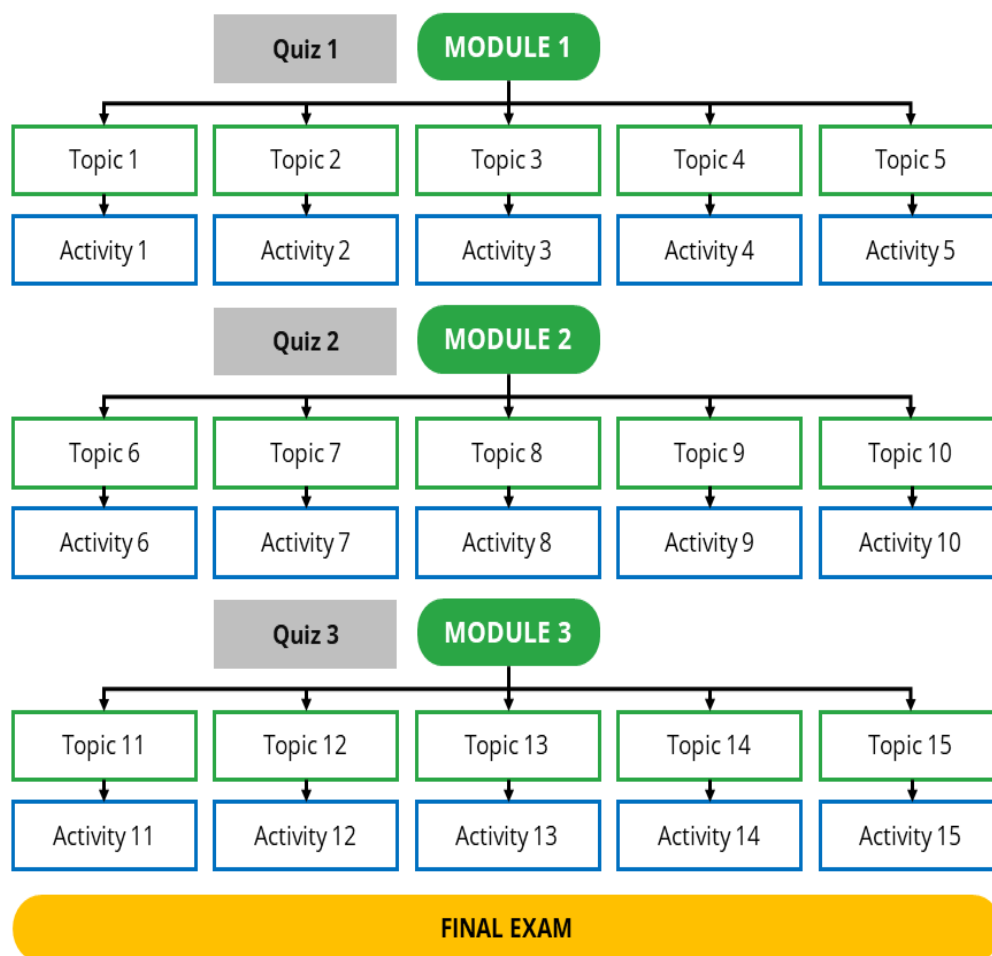 Quiz 1
MODULE 1
Topic 1
Topic 2
Topic 3
Topic 4
Topic 5
Activity 1
Activity 2
Activity 3
Activity 4
Activity 5
Quiz 2
MODULE 2
Topic 6
Topic 7
Topic 8
Topic 9
Topic 10
Activity 6
Activity 7
Activity 8
Activity 9
Activity 10
Quiz 3
MODULE 3
Topic 11
Topic 12
Topic 13
Topic 14
Topic 15
Activity 11
Activity 12
Activity 13
Activity 14
Activity 15
FINAL EXAM